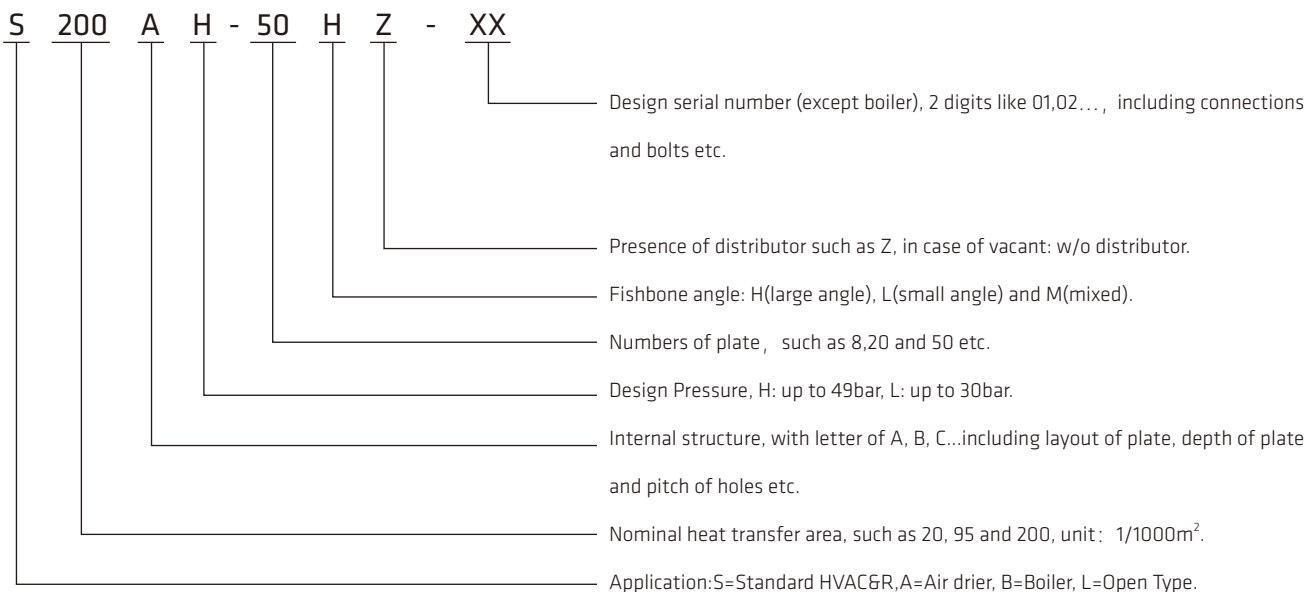 S 200 A H - 50 H Z - XX
Design serial number (except boiler), 2 digits like 01,02..., including connections
and bolts etc.
Presence of distributor such as Z, in case of vacant: w/o distributor.
Fishbone angle: H(large angle), L(small angle) and M(mixed).
Numbers of plate, such as 8,20 and 50 etc.
Design Pressure, H: up to 49bar, L: up to 30bar.
Internal structure, with letter of A, B, C...including layout of plate, depth of plate
and pitch of holes etc.
Nominal heat transfer area, such as 20, 95 and 200, unit: 1/1000m².
Application:S=Standard HVAC&R,A=Air drier, B=Boiler, L=Open Type.